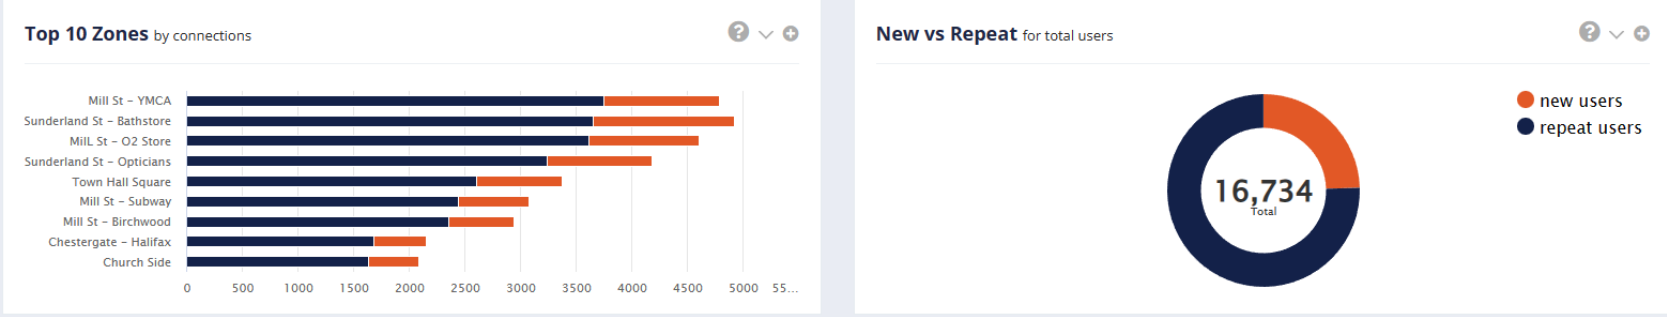 Top 10 Zones by connections
Mill St – YMCA
Sunderland St – Bathstore
MilL St – O2 Store
Sunderland St – Opticians
Town Hall Square
Mill St – Subway
Mill St – Birchwood
Chestergate – Halifax
Church Side
0 500 1000 1500 2000 2500 3000 3500 4000 4500 5000 55...
New vs Repeat for total users
new users
repeat users
16,734
Total